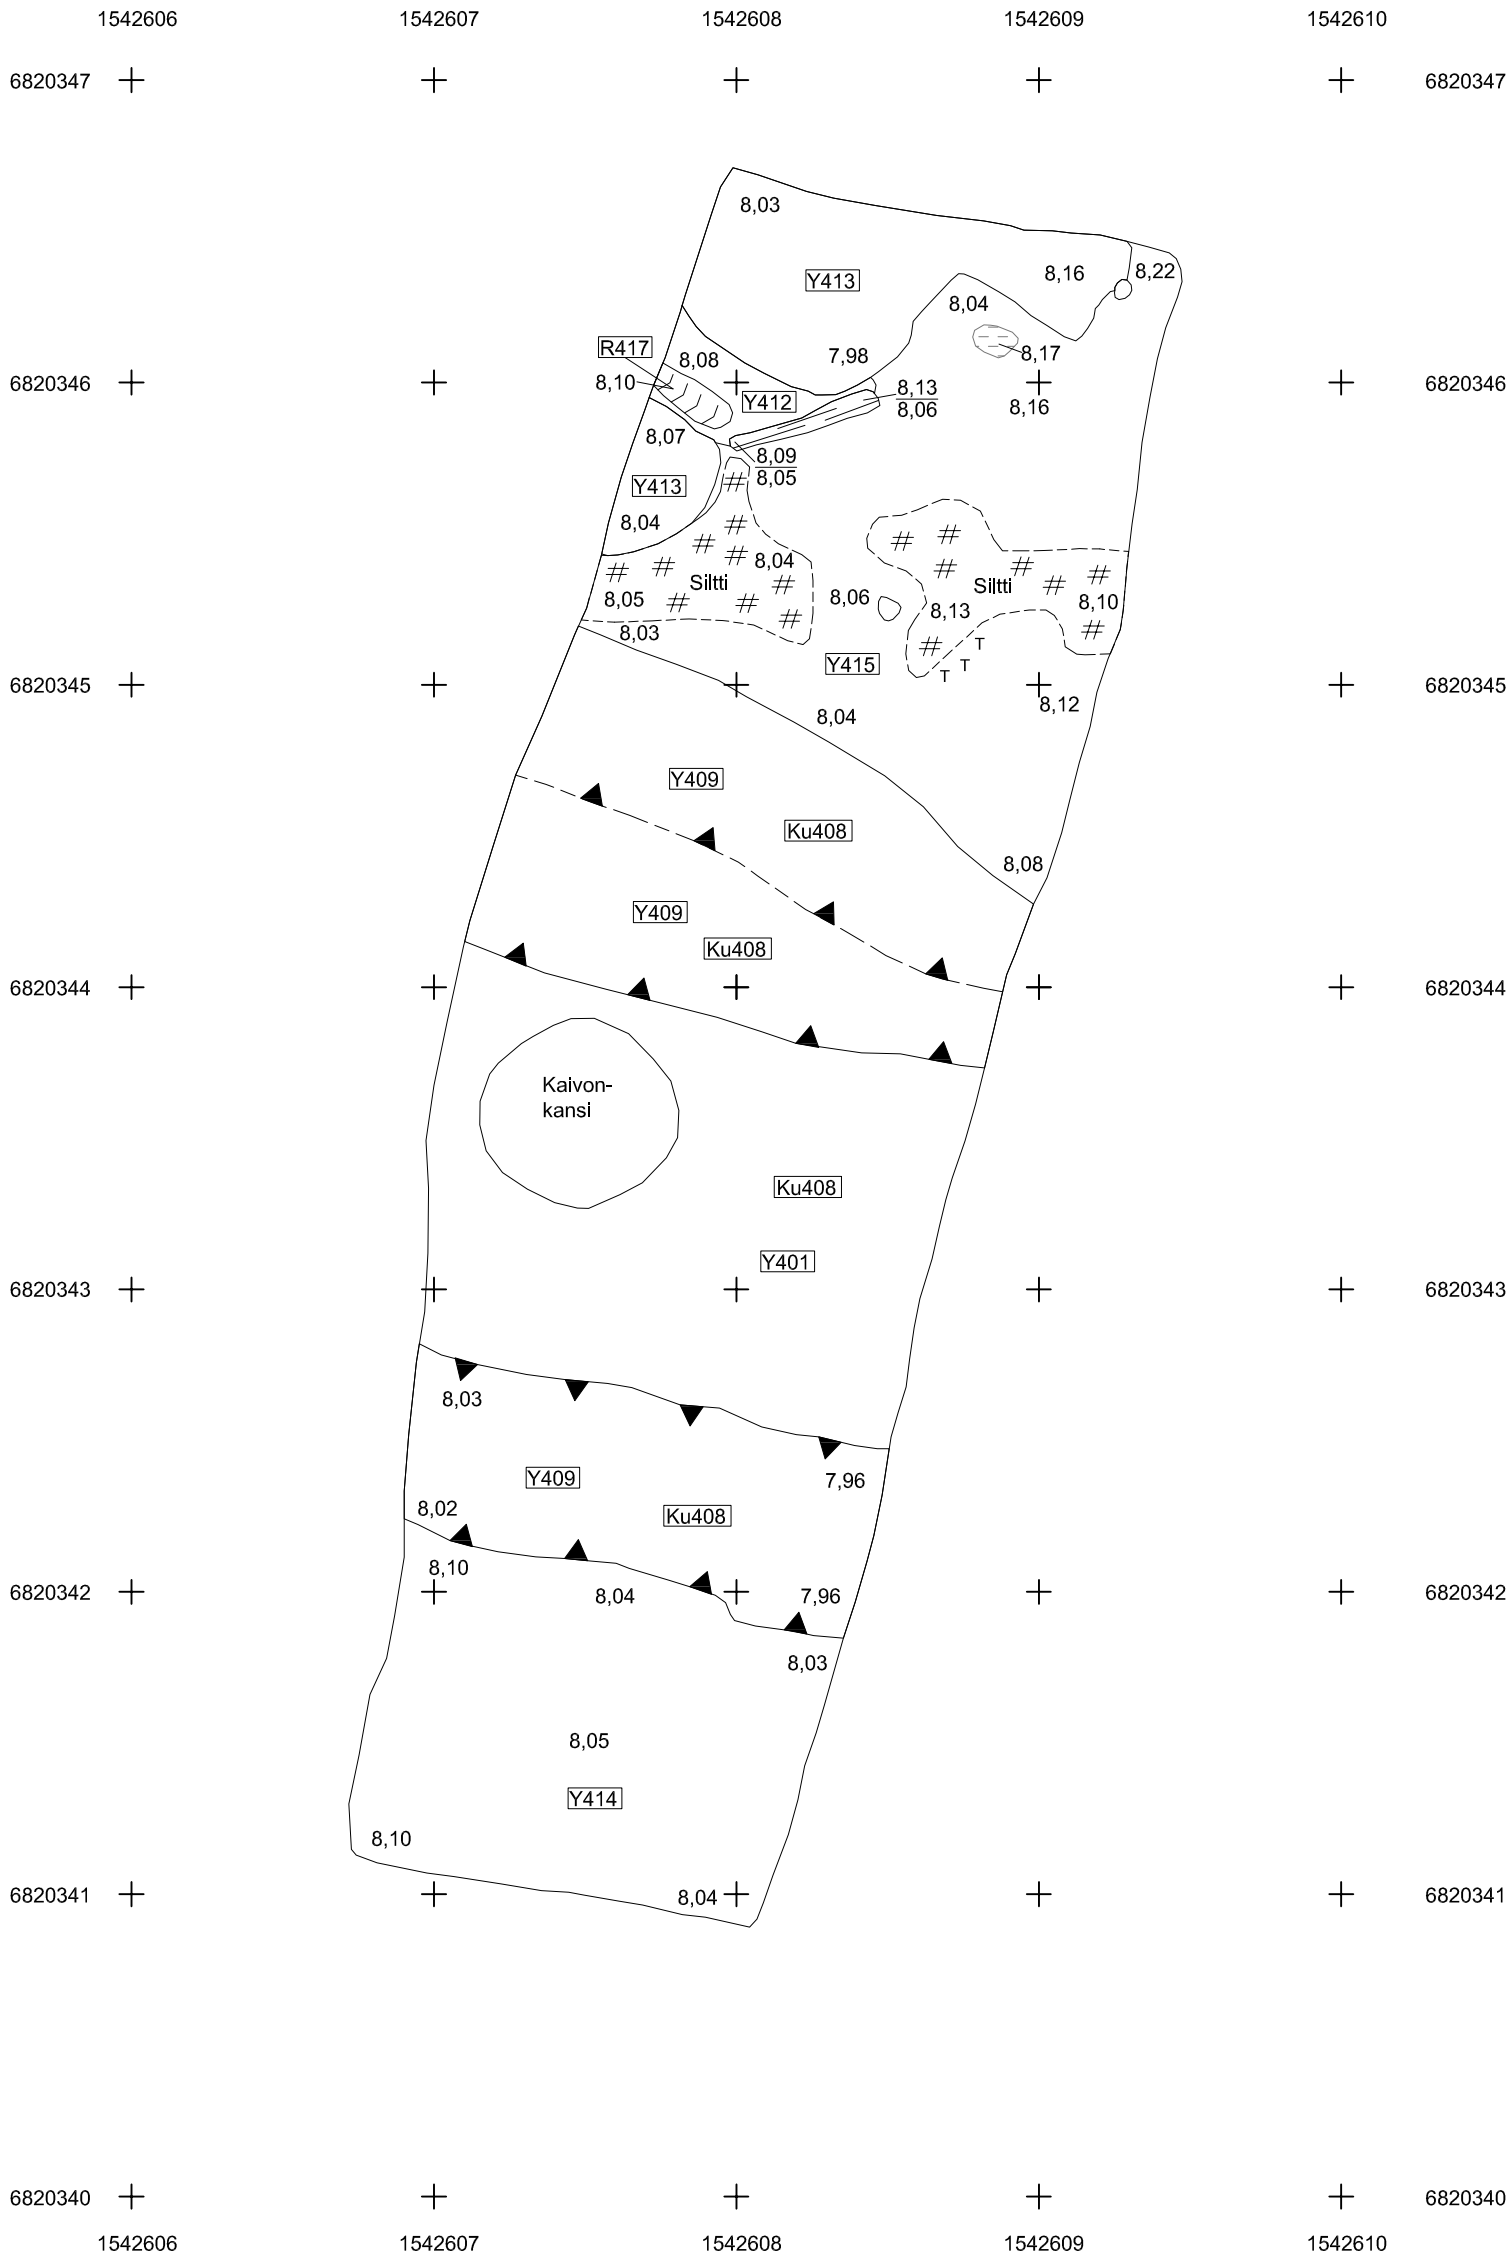 1542606 1542607 1542608 1542609 1542610
6820347 6820347
8,03
8,22
8,16
Y413
8,04
R417
8,17
7,98
8,08
8,10
6820346 6820346
8,13
8,06
Y412
8,16
8,07
8,09
8,05
Y413
8,04
8,04
Siltti
Siltti
8,05
8,06
8,10
8,13
8,03
T
Y415
T
T
6820345 6820345
8,12
8,04
Y409
Ku408
8,08
Y409
Ku408
6820344 6820344
Kaivon-
kansi
Ku408
Y401
6820343 6820343
8,03
Y409
7,96
8,02
Ku408
8,10
6820342 6820342
8,04
7,96
8,03
8,05
Y414
8,10
6820341 6820341
8,04
6820340 6820340
1542606 1542607 1542608 1542609 1542610